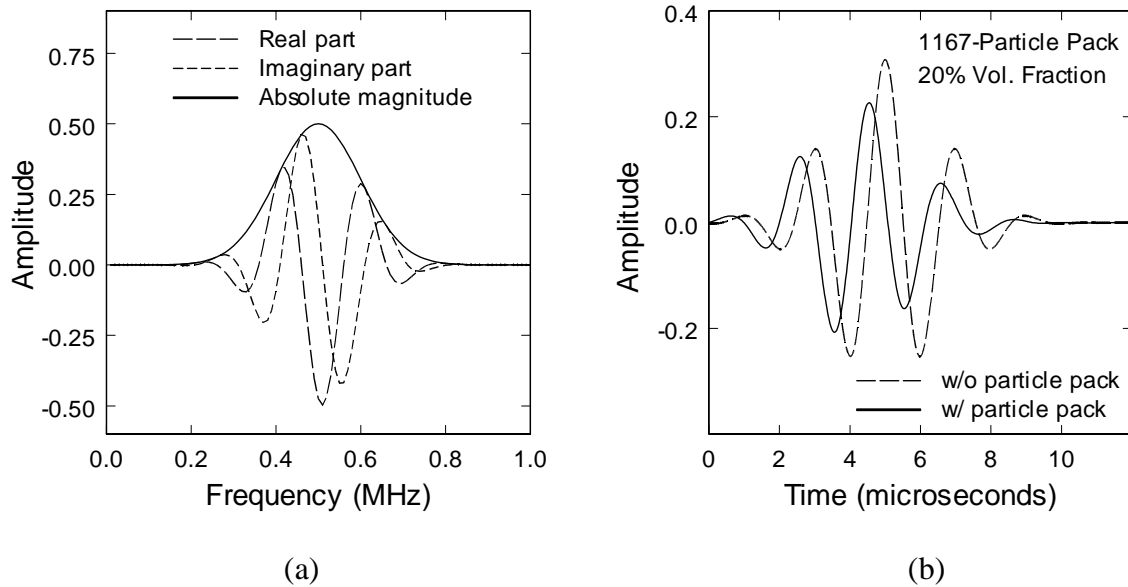 0.75
0.50
0.25
0.00
-0.25
-0.50
Amplitude
Real part
Imaginary part
Absolute magnitude
0.0
0.2
0.4
0.6
0.8
1.0
Frequency (MHz)
(a)
0.4
0.2
0.0
-0.2
Amplitude
1167-Particle Pack
20% Vol. Fraction
w/o particle pack
w/ particle pack
0
2
4
6
8
10
Time (microseconds)
(b)